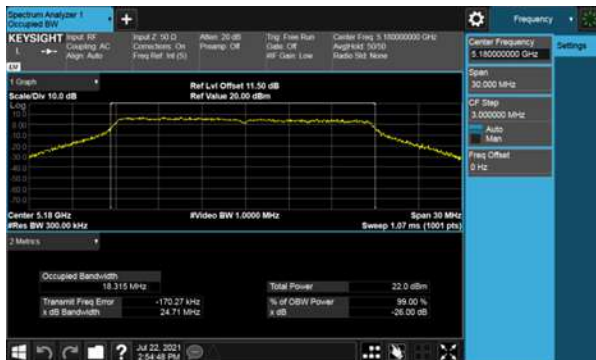 Spectrum Analyzer 1
Occupied BW
Frequency
KEYSIGHT
Input: RF
Coupling: AC
Align: Auto
Input Z: 50 Ω
Corrections: On
Freq Ref: Int (S)
Atten: 20 dB
Preamp: Off
Trig: Free Run
Gate: Off
#IF Gain: Low
Center Freq: 5.180000000 GHz
Avg|Hold: 50/50
Radio Std: None
L
Center Frequency
5.180000000 GHz
Settings
Span
30.000 MHz
CF Step
3.000000 MHz
Auto
Man
Freq Offset
0 Hz
1 Graph
Scale/Div 10.0 dB
Ref Lvl Offset 11.50 dB
Ref Value 20.00 dBm
Log
10.0
0.00
-10.0
-20.0
-30.0
-40.0
-50.0
-60.0
-70.0
Center 5.18 GHz
#Video BW 1.0000 MHz
Span 30 MHz
#Res BW 300.00 kHz
Sweep 1.07 ms (1001 pts)
2 Metrics
Occupied Bandwidth
18.315 MHz
Total Power
22.0 dBm
Transmit Freq Error
-170.27 kHz
% of OBW Power
99.00 %
x dB Bandwidth
24.71 MHz
x dB
-26.00 dB
?
Jul 22, 2021
2:54:48 PM